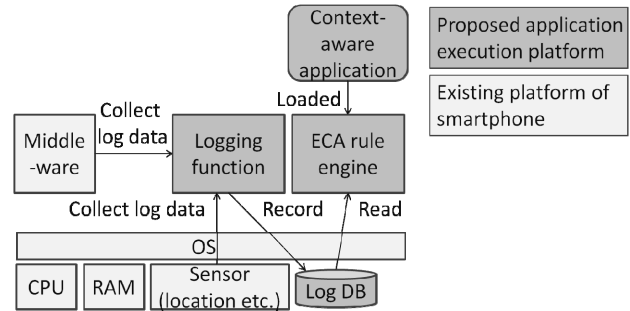 Context-
aware
application
Proposed application
execution platform
Existing platform of
smartphone
Loaded
Collect
log data
Middle
-ware
Logging
function
ECA rule
engine
Collect log data
Record
Read
OS
CPU
RAM
Sensor
(location etc.)
Log DB